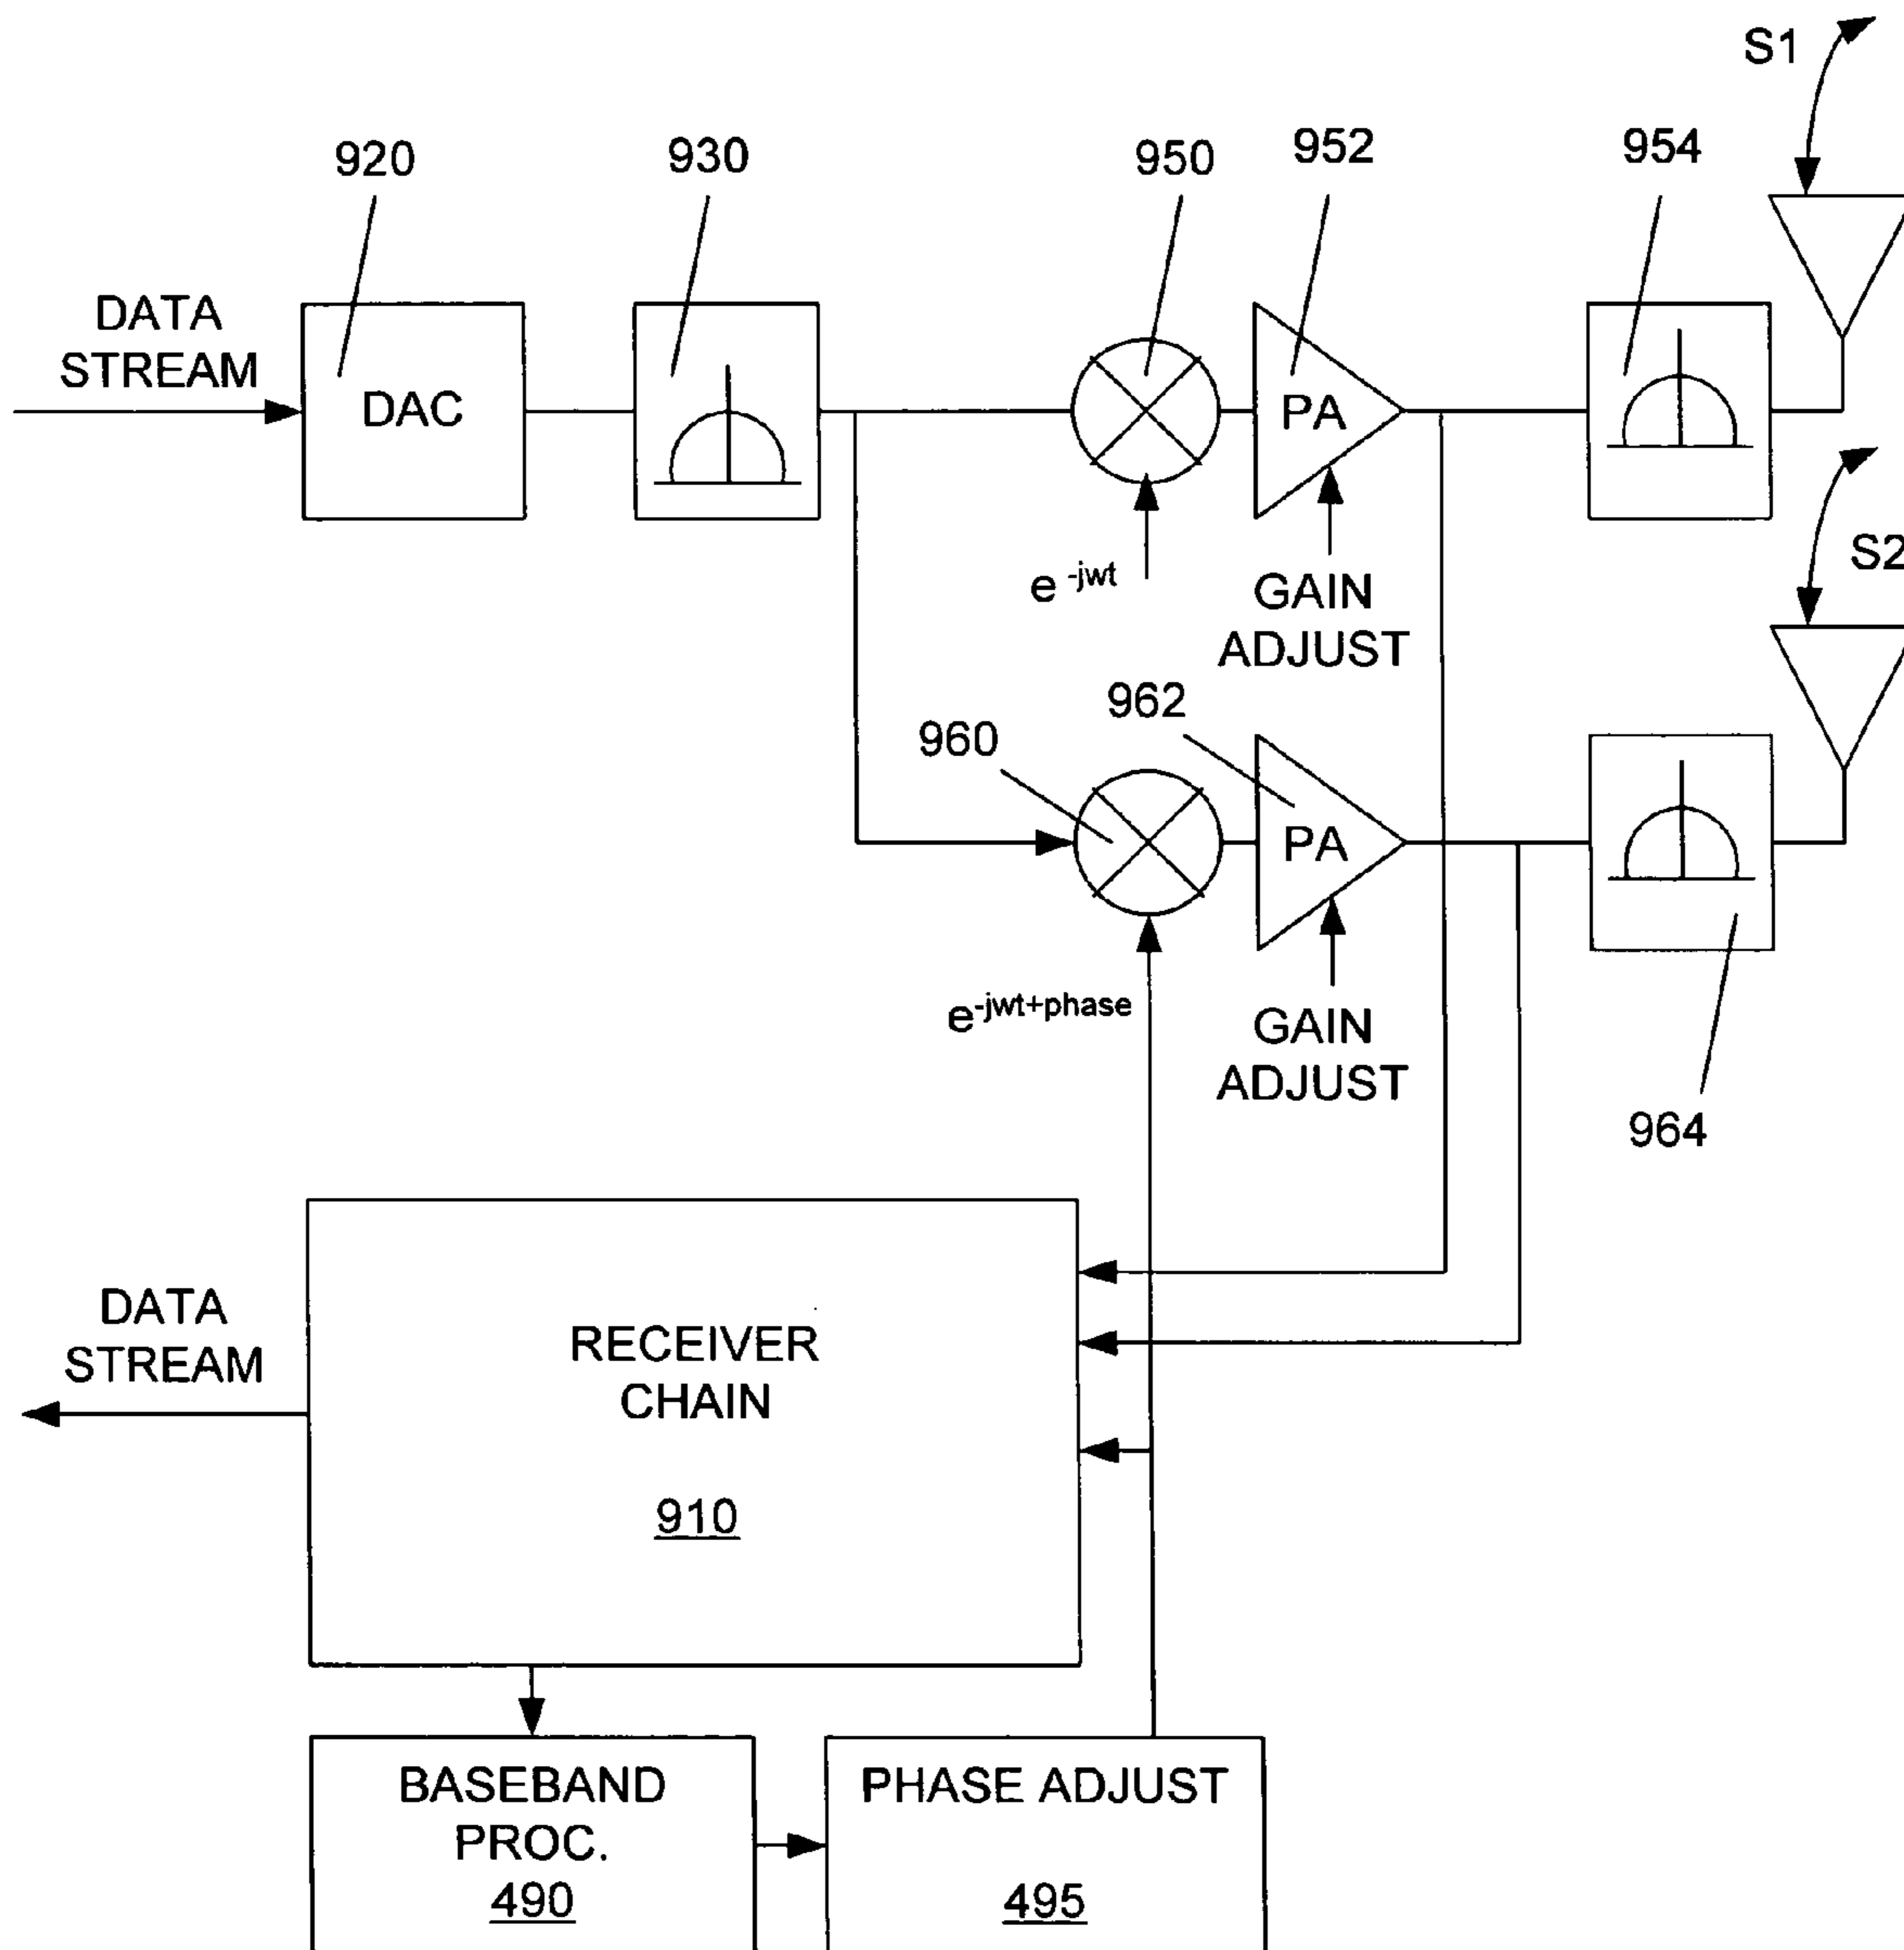 S1
920
930
950
952
954
DATA
STREAM
DAC
PA
e -jwt
GAIN
ADJUST
S2
960
962
PA
e-jwt+phase
GAIN
ADJUST
964
DATA
STREAM
RECEIVER
CHAIN
910
BASEBAND
PROC.
490
PHASE ADJUST
495